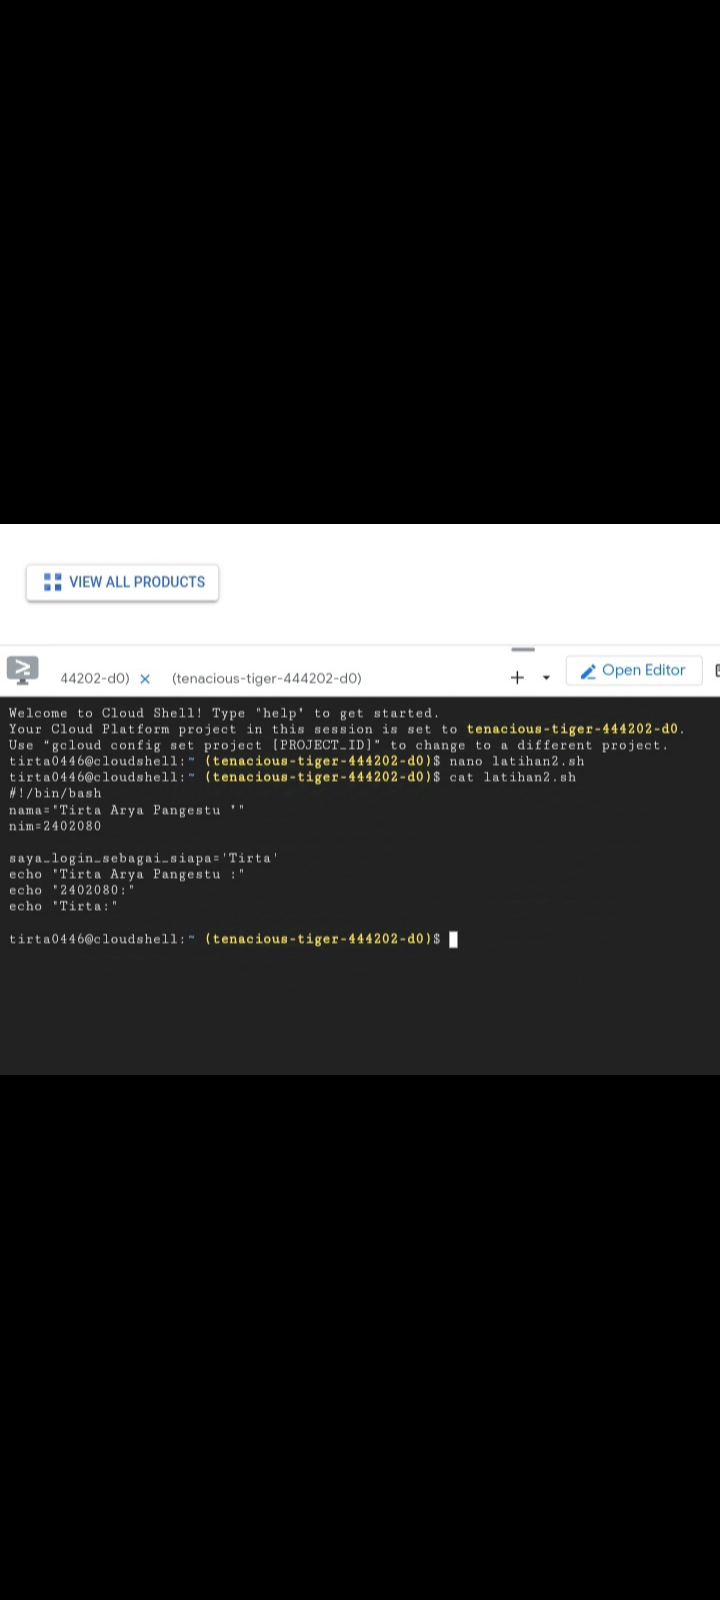 VIEW ALL PRODUCTS
44202-d0) × (tenacious-tiger-444202-d0) + Open Editor
Welcome to Cloud Shell! Type "help" to get started.
Your Cloud Platform project in this session is set to tenacious-tiger-444202-d0.
Use "gcloud config set project [PROJECT_ID]" to change to a different project.
tirta0446@cloudshell:~ (tenacious-tiger-444202-d0)$ nano latihan2.sh
tirta0446@cloudshell:~ (tenacious-tiger-444202-d0)$ cat latihan2.sh
#!/bin/bash
nama="Tirta Arya Pangestu '"
nim=2402080
saya_login_sebagai_siapa='Tirta'
echo "Tirta Arya Pangestu :"
echo "2402080:"
echo "Tirta:"
tirta0446@cloudshell:~ (tenacious-tiger-444202-d0)$